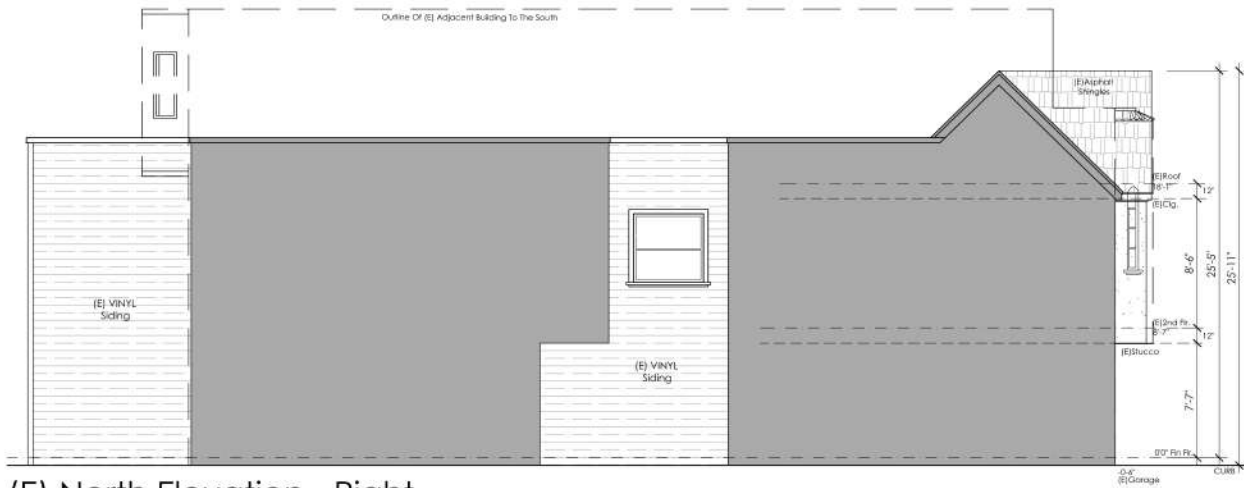 Outline Of (E) Adjacent Building To The South
(E)Asphalt
Shingles
(E)Roof
18'-1"
12"
(E)Clg.
8'-6"
25'-5"
25'-11"
(E) VINYL
Siding
(E)2nd Flr.
8'-7"
12"
(E)Stucco
(E) VINYL
Siding
7'-7"
0'0" Fin Flr.
-0-6"
(E)Garage
CURB
(E) North Elevation - Right